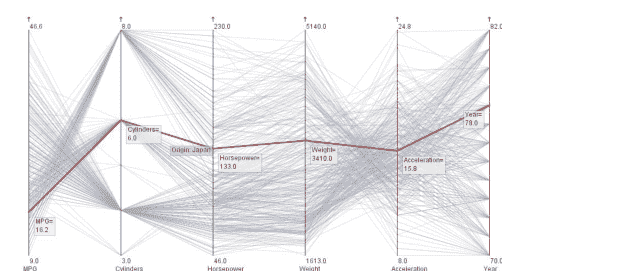 46.6 8.0 230.0 5140.0 24.8 82.0
Cylinders=
6.0
Origin: Japan
Horsepower=
133.0
Weight=
3410.0
Acceleration=
15.8
Year=
78.0
MPG=
16.2
9.0 3.0 46.0 1613.0 8.0 70.0
MPG Cylinders Horsepower Weight Acceleration Year